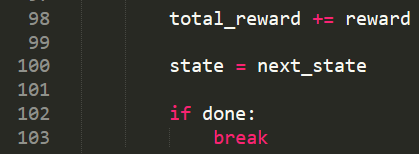 98 total_reward += reward
99
100 state = next_state
101
102 if done:
103 break